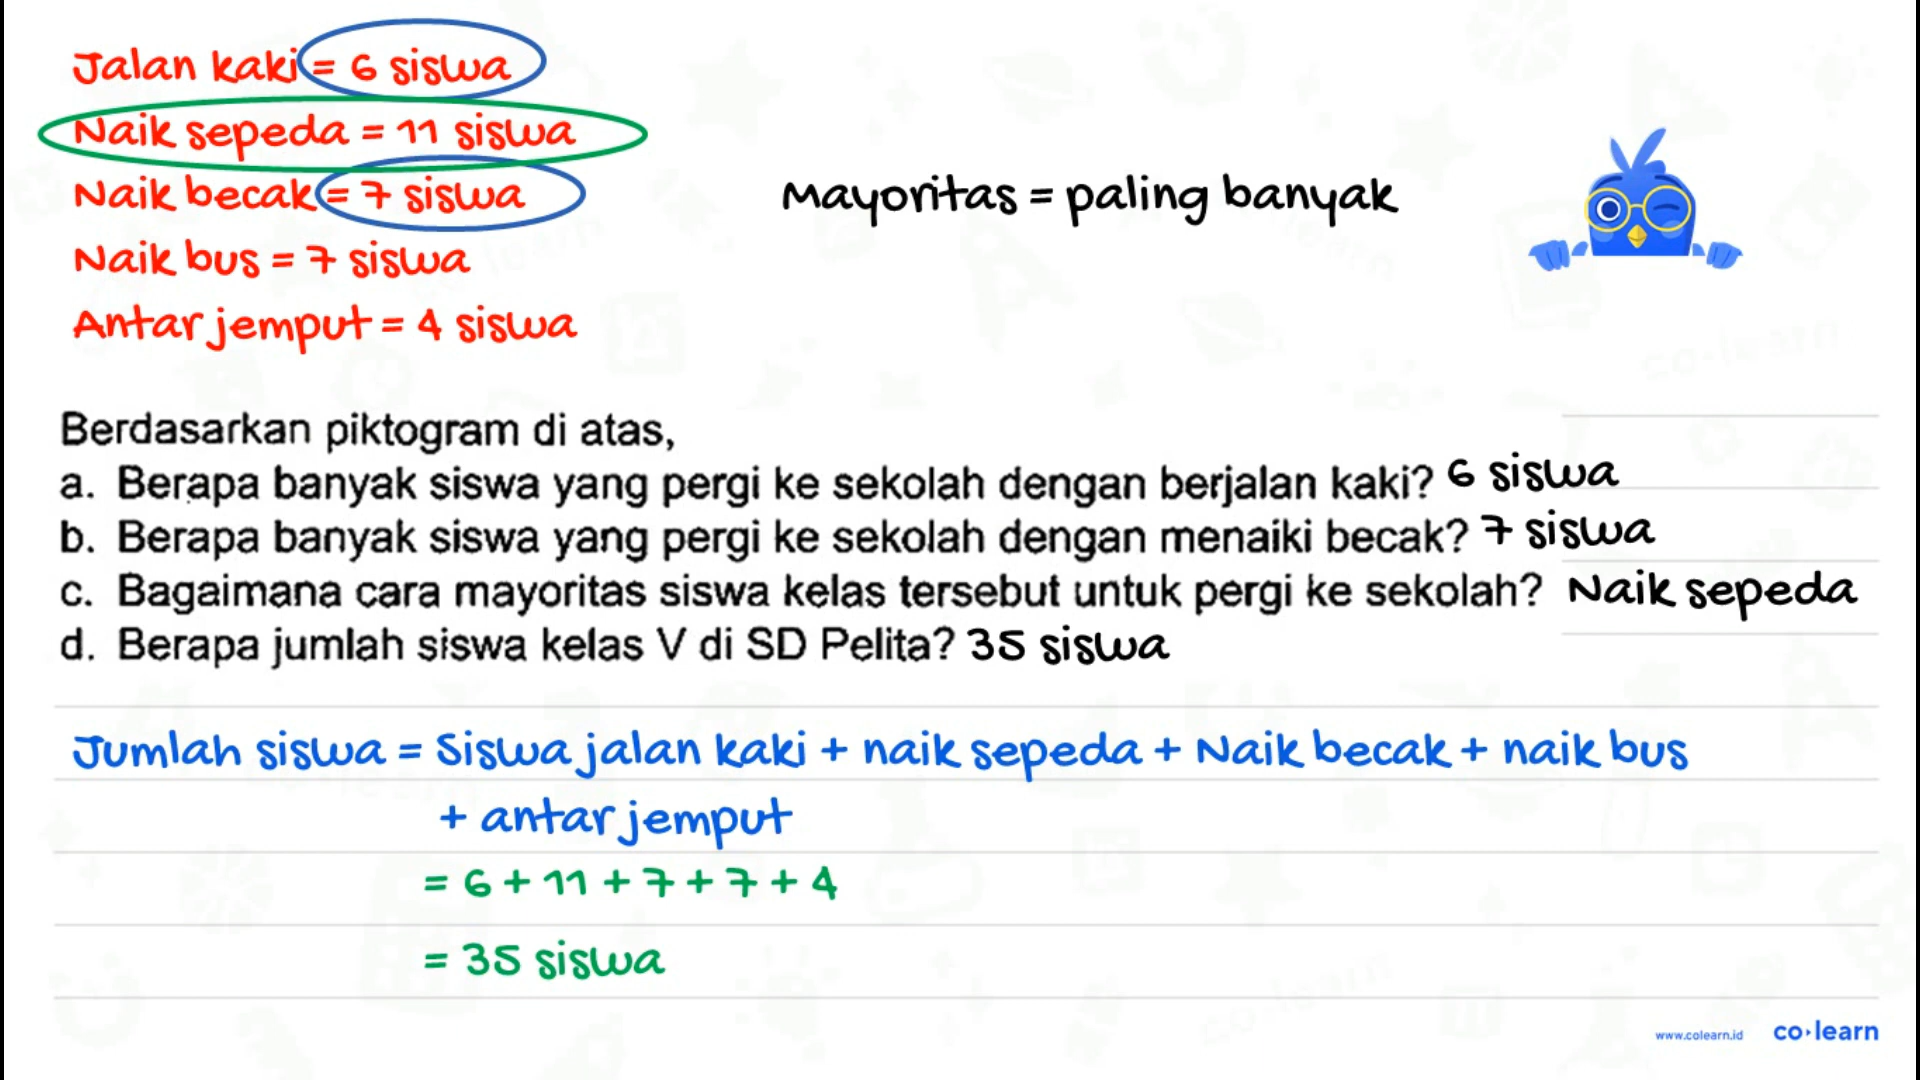 Jalan kaki = 6 siswa
Naik sepeda = 11 siswa
Naik becak = 7 siswa
Naik bus = 7 siswa
Antar jemput = 4 siswa
Mayoritas = paling banyak
Berdasarkan piktogram di atas,
a. Berapa banyak siswa yang pergi ke sekolah dengan berjalan kaki? 6 siswa
b. Berapa banyak siswa yang pergi ke sekolah dengan menaiki becak? 7 siswa
c. Bagaimana cara mayoritas siswa kelas tersebut untuk pergi ke sekolah? Naik sepeda
d. Berapa jumlah siswa kelas V di SD Pelita? 35 siswa
Jumlah siswa = Siswa jalan kaki + naik sepeda + Naik becak + naik bus
+ antar jemput
= 6 + 11 + 7 + 7 + 4
= 35 siswa
www.colearn.id co·learn